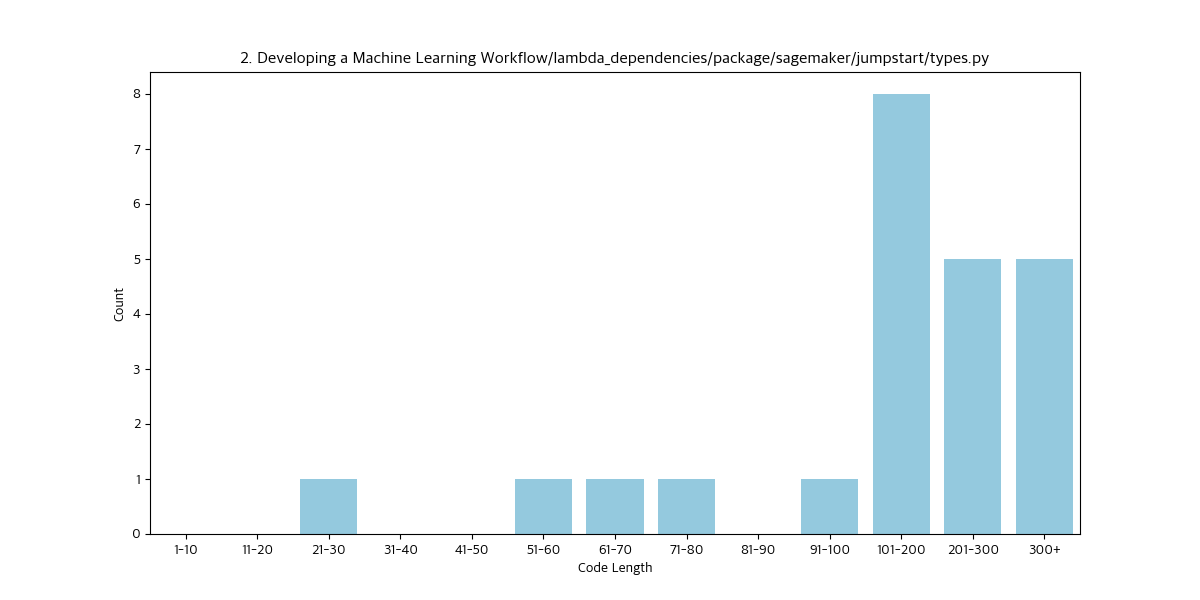 2. Developing a Machine Learning Workflow/lambda_dependencies/package/sagemaker/jumpstart/types.py
8
7
6
5
4
3
2
1
0
Count
1-10 11-20 21-30 31-40 41-50 51-60 61-70 71-80 81-90 91-100 101-200 201-300 300+
Code Length